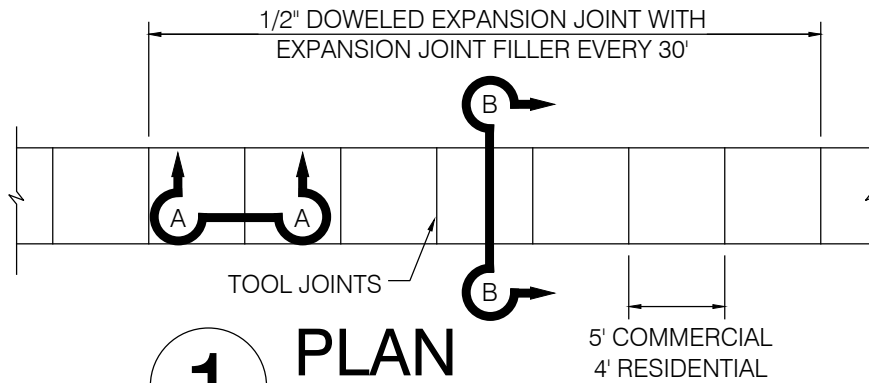 1/2" DOWELED EXPANSION JOINT WITH
EXPANSION JOINT FILLER EVERY 30'
B
A A
TOOL JOINTS
B
5' COMMERCIAL
4' RESIDENTIAL
1 PLAN